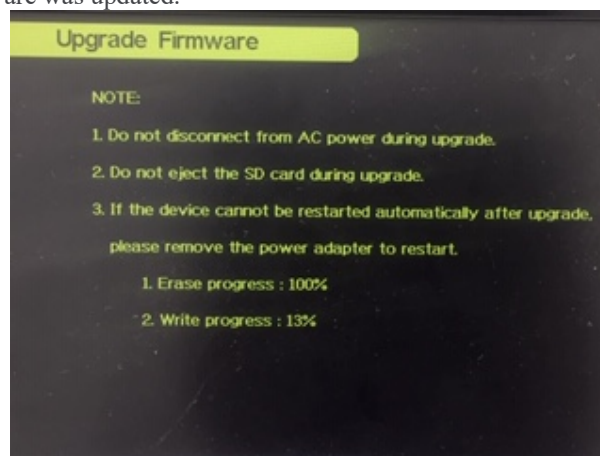 are was updated.
Upgrade Firmware
NOTE:
1. Do not disconnect from AC power during upgrade.
2. Do not eject the SD card during upgrade.
3. If the device cannot be restarted automatically after upgrade,
please remove the power adapter to restart.
1. Erase progress : 100%
2. Write progress : 13%